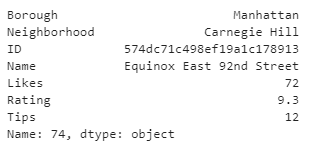 Borough Manhattan
Neighborhood Carnegie Hill
ID 574dc71c498ef19a1c178913
Name Equinox East 92nd Street
Likes 72
Rating 9.3
Tips 12
Name: 74, dtype: object